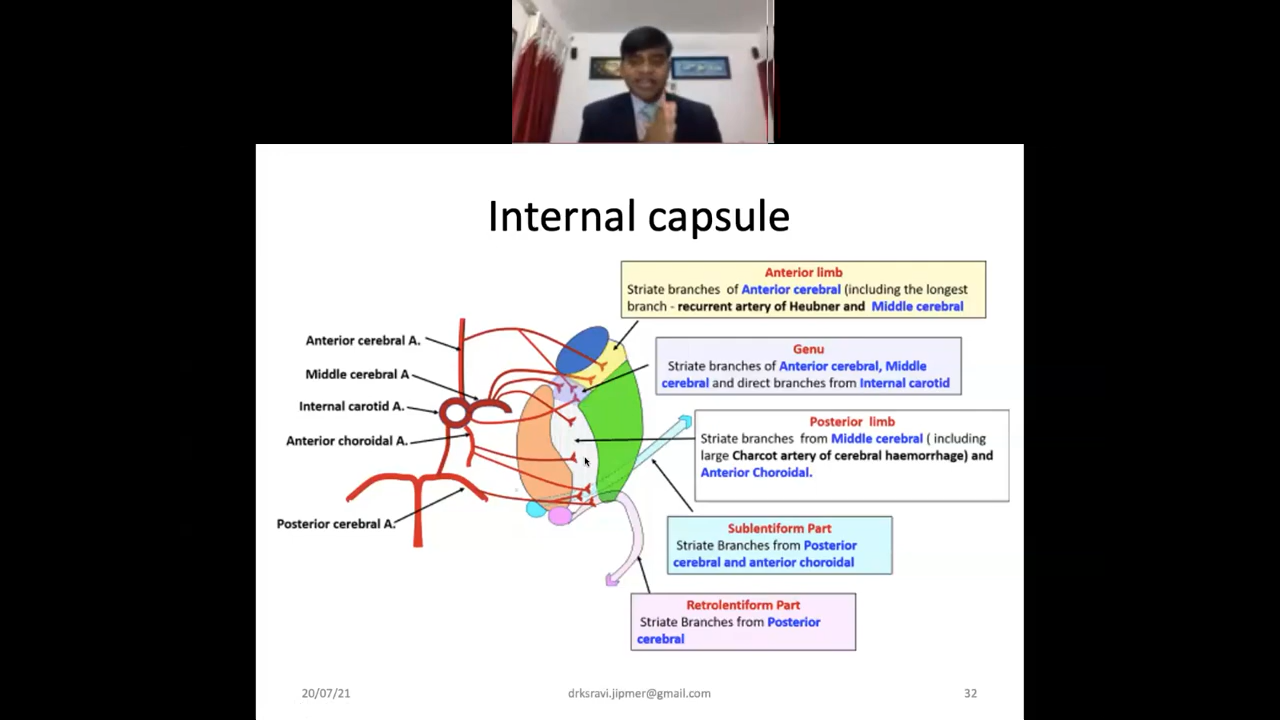 Internal capsule
Anterior limb
Striate branches of Anterior cerebral (including the longest
branch - recurrent artery of Heubner and Middle cerebral
Anterior cerebral A.
Genu
Striate branches of Anterior cerebral, Middle
cerebral and direct branches from Internal carotid
Middle cerebral A
Internal carotid A.
Anterior choroidal A.
Posterior limb
Striate branches from Middle cerebral ( including
large Charcot artery of cerebral haemorrhage) and
Anterior Choroidal.
Posterior cerebral A.
Sublentiform Part
Striate Branches from Posterior
cerebral and anterior choroidal
Retrolentiform Part
Striate Branches from Posterior
cerebral
20/07/21
drksravi.jipmer@gmail.com
32